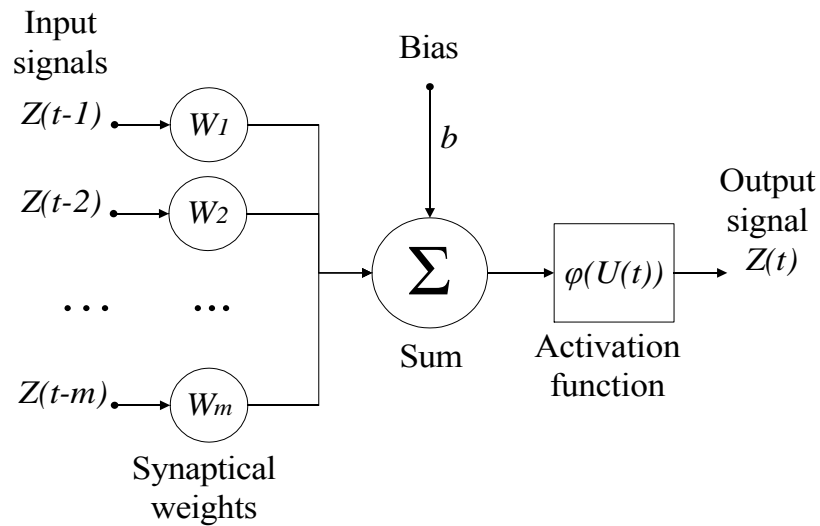 Input
signals
Z(t-1)
W1
Z(t-2)
W2
... ...
Z(t-m)
Wm
Synaptical
weights
Bias
b
Σ
Sum
φ(U(t))
Activation
function
Output
signal
Z(t)